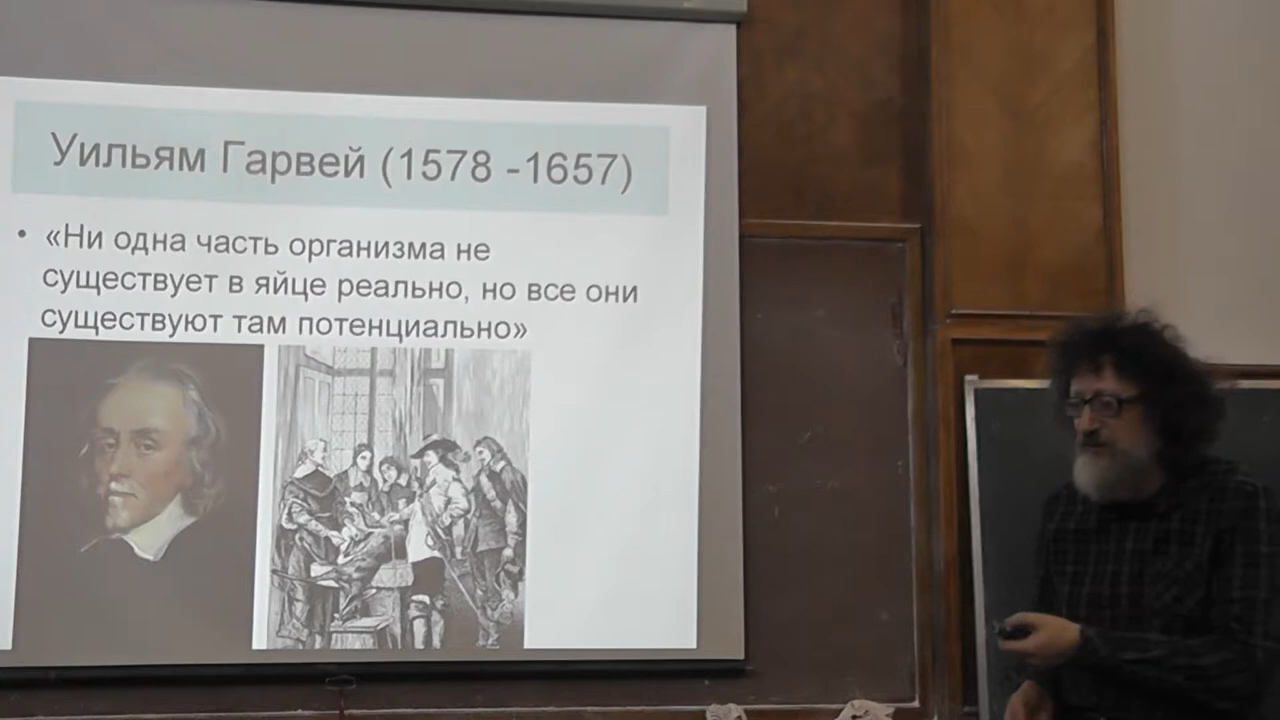 Уильям Гарвей (1578 -1657)
• «Ни одна часть организма не
существует в яйце реально, но все они
существуют там потенциально»